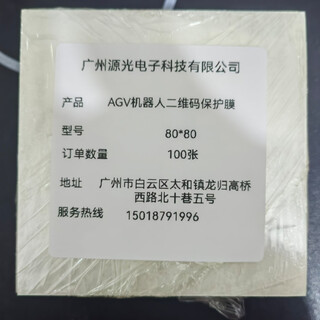 广州源光电子科技有限公司
产品 AGV机器人二维码保护膜
型号 80*80
订单数量 100张
地址 广州市白云区太和镇龙归高桥
西路北十巷五号
服务热线 15018791996